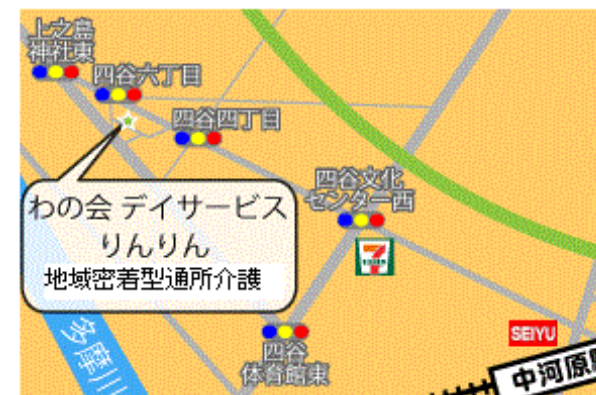 上之島
神社東
四谷六丁目
四谷四丁目
四谷文化
センター西
わの会 デイサービス
りんりん
地域密着型通所介護
7
SEIYU
四谷
体育館東
多摩川
中河原駅